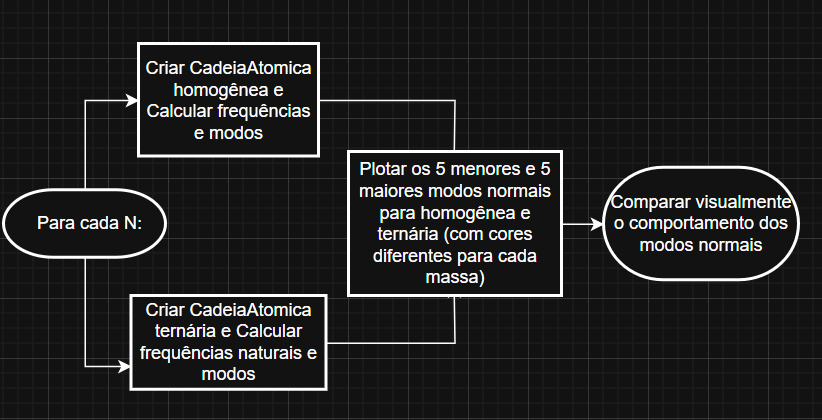 Criar CadeiaAtomica
homogênea e
Calcular frequências
e modos
Para cada N:
Plotar os 5 menores e 5
maiores modos normais
para homogênea e
ternária (com cores
diferentes para cada
massa)
Comparar visualmente
o comportamento dos
modos normais
Criar CadeiaAtomica
ternária e Calcular
frequências naturais e
modos